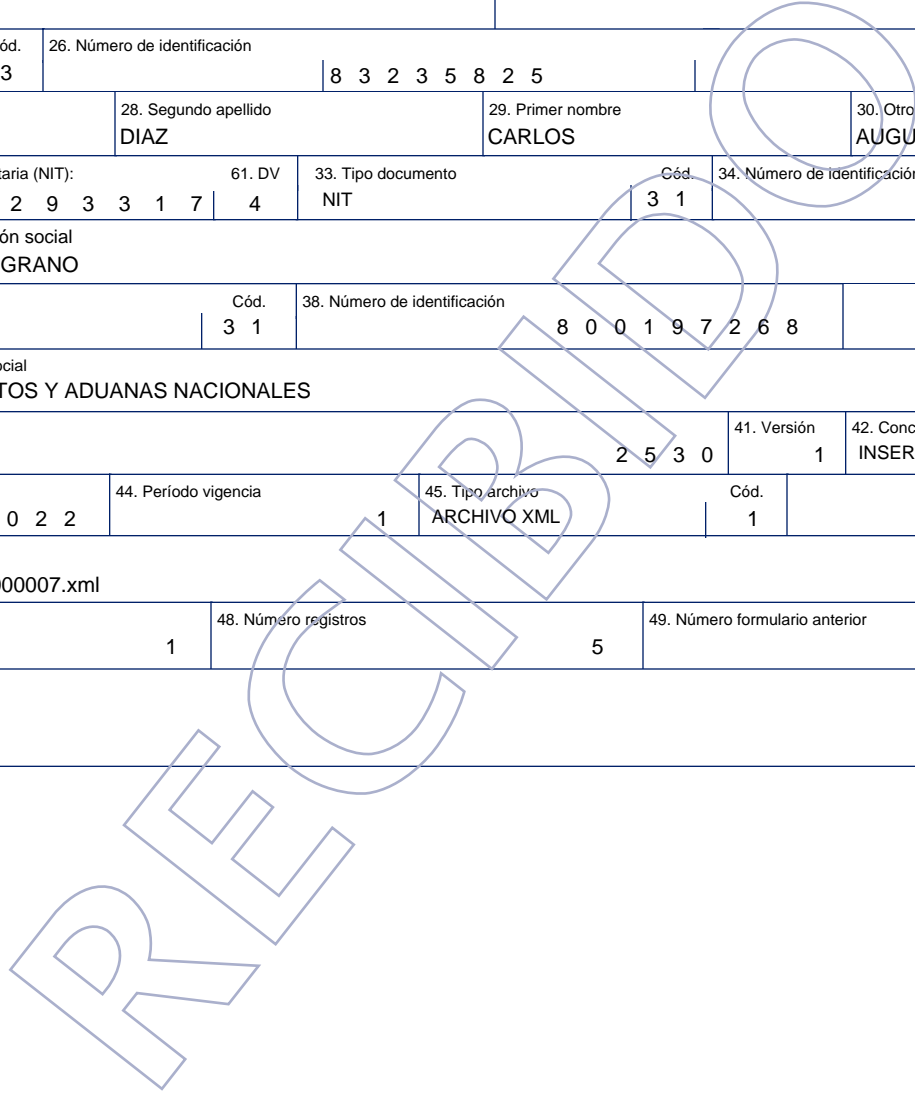 ód. 26. Número de identificación
3 8 3 2 3 5 8 2 5
28. Segundo apellido 29. Primer nombre 30. Otro
DIAZ CARLOS AUGU
taria (NIT): 61. DV 33. Tipo documento Cód. 34. Número de identificación
2 9 3 3 1 7 4 NIT 3 1
ón social
GRANO
Cód. 38. Número de identificación
3 1 8 0 0 1 9 7 2 6 8
ocial
TOS Y ADUANAS NACIONALES
41. Versión 42. Conc
2 5 3 0 1 INSER
44. Período vigencia 45. Tipo archivo Cód.
0 2 2 1 ARCHIVO XML 1
000007.xml
48. Número registros 49. Número formulario anterior
1 5
RECIBIDO